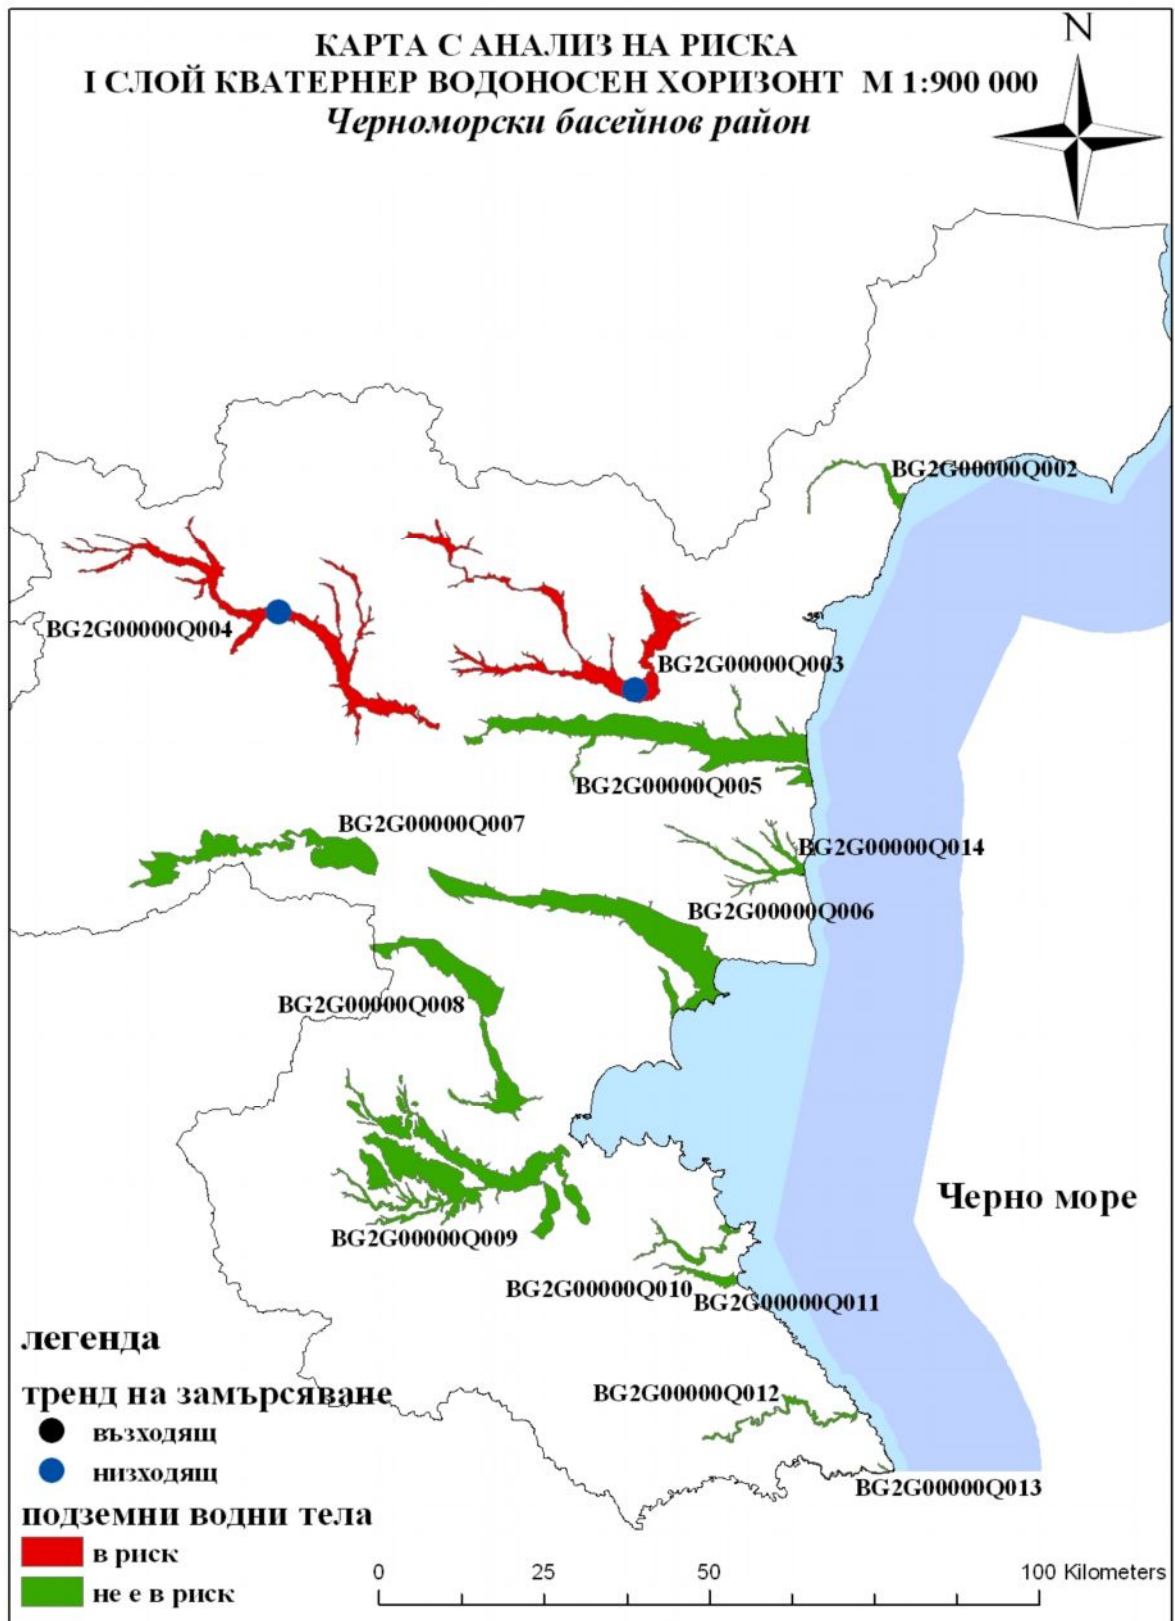 КАРТА С АНАЛИЗ НА РИСКА
I СЛОЙ КВАТЕРНЕР ВОДОНОСЕН ХОРИЗОНТ М 1:900 000
Черноморски басейнов район
N
BG2G00000Q002
BG2G00000Q004
BG2G00000Q003
BG2G00000Q005
BG2G00000Q007
BG2G00000Q014
BG2G00000Q006
BG2G00000Q008
Черно море
BG2G00000Q009
BG2G00000Q010
BG2G00000Q011
BG2G00000Q012
BG2G00000Q013
легенда
тренд на замърсяване
възходящ
низходящ
подземни водни тела
в риск
не е в риск
0 25 50 100 Kilometers